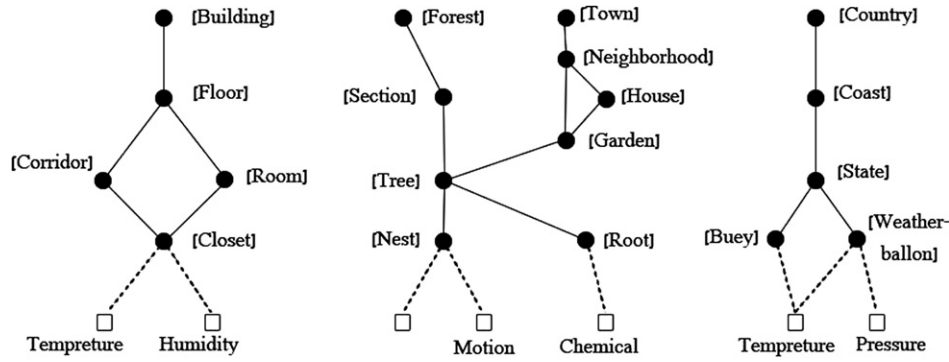 [Building]
[Floor]
[Corridor]
[Room]
[Closet]
Tempreture
Humidity
[Forest]
[Town]
[Neighborhood]
[Section]
[House]
[Garden]
[Tree]
[Nest]
[Root]
Motion
Chemical
[Country]
[Coast]
[State]
[Buey]
[Weather-
ballon]
Tempreture
Pressure